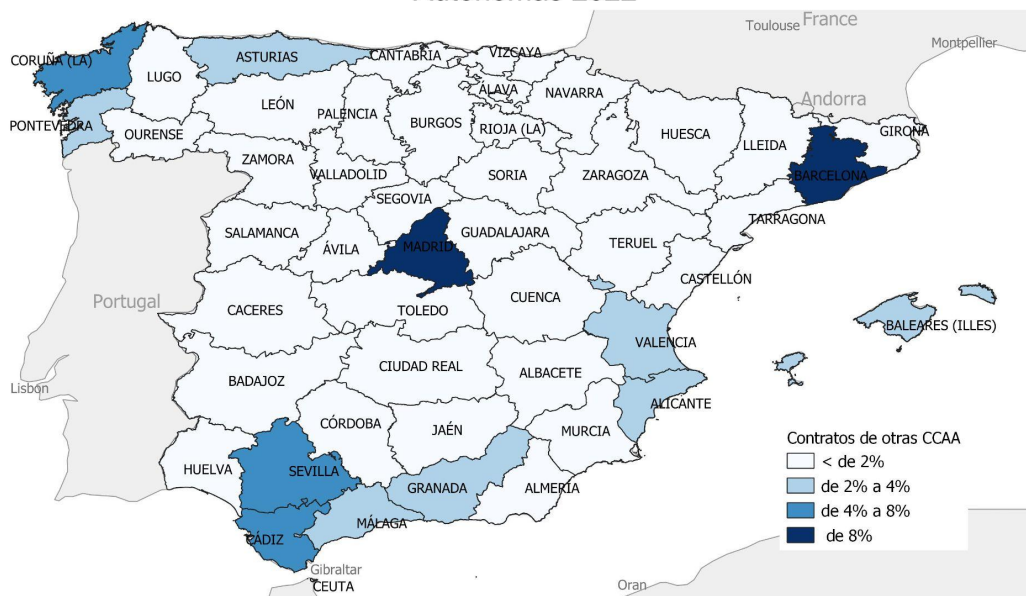 Autónomas 2022
France
Toulouse
Montpellier
CORUÑA (LA)
LUGO
ASTURIAS
CANTABRIA
VIZCAYA
ÁLAVA
NAVARRA
Andorra
PONTEVEDRA
OURENSE
LEÓN
PALENCIA
BURGOS
RIOJA (LA)
HUESCA
LLEIDA
GIRONA
ZAMORA
VALLADOLID
SORIA
ZARAGOZA
BARCELONA
SEGOVIA
TARRAGONA
SALAMANCA
ÁVILA
MADRID
GUADALAJARA
TERUEL
CASTELLÓN
Portugal
CACERES
TOLEDO
CUENCA
BALEARES (ILLES)
VALENCIA
Lisbon
BADAJOZ
CIUDAD REAL
ALBACETE
ALICANTE
CÓRDOBA
JAÉN
MURCIA
HUELVA
SEVILLA
GRANADA
ALMERÍA
MÁLAGA
CÁDIZ
Gibraltar
CEUTA
Oran
Contratos de otras CCAA
< de 2%
de 2% a 4%
de 4% a 8%
de 8%